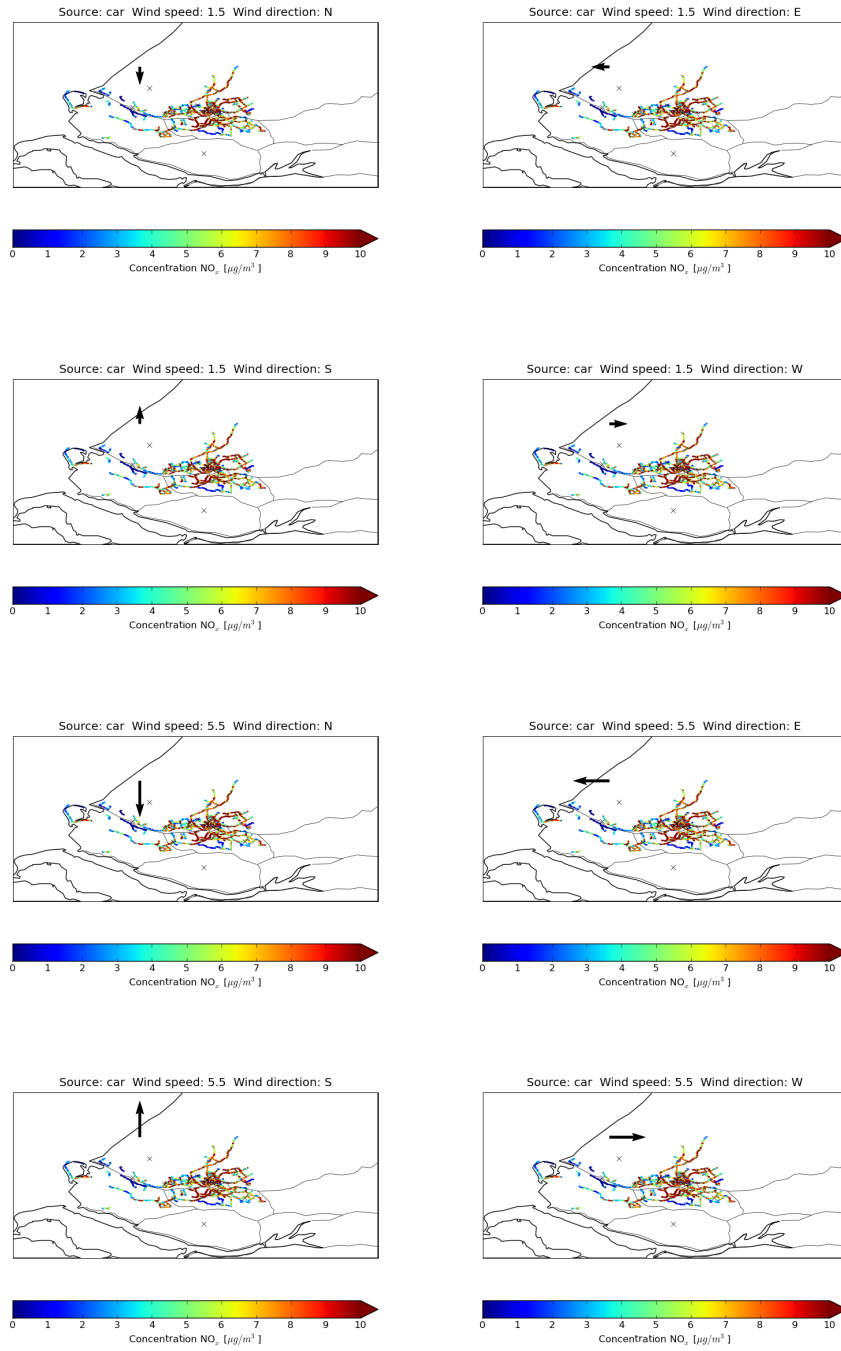 Source: car  Wind speed: 1.5  Wind direction: N
Source: car  Wind speed: 1.5  Wind direction: E
0 1 2 3 4 5 6 7 8 9 10
Concentration NOₓ [μg/m³ ]
0 1 2 3 4 5 6 7 8 9 10
Concentration NOₓ [μg/m³ ]
Source: car  Wind speed: 1.5  Wind direction: S
Source: car  Wind speed: 1.5  Wind direction: W
0 1 2 3 4 5 6 7 8 9 10
Concentration NOₓ [μg/m³ ]
0 1 2 3 4 5 6 7 8 9 10
Concentration NOₓ [μg/m³ ]
Source: car  Wind speed: 5.5  Wind direction: N
Source: car  Wind speed: 5.5  Wind direction: E
0 1 2 3 4 5 6 7 8 9 10
Concentration NOₓ [μg/m³ ]
0 1 2 3 4 5 6 7 8 9 10
Concentration NOₓ [μg/m³ ]
Source: car  Wind speed: 5.5  Wind direction: S
Source: car  Wind speed: 5.5  Wind direction: W
0 1 2 3 4 5 6 7 8 9 10
Concentration NOₓ [μg/m³ ]
0 1 2 3 4 5 6 7 8 9 10
Concentration NOₓ [μg/m³ ]